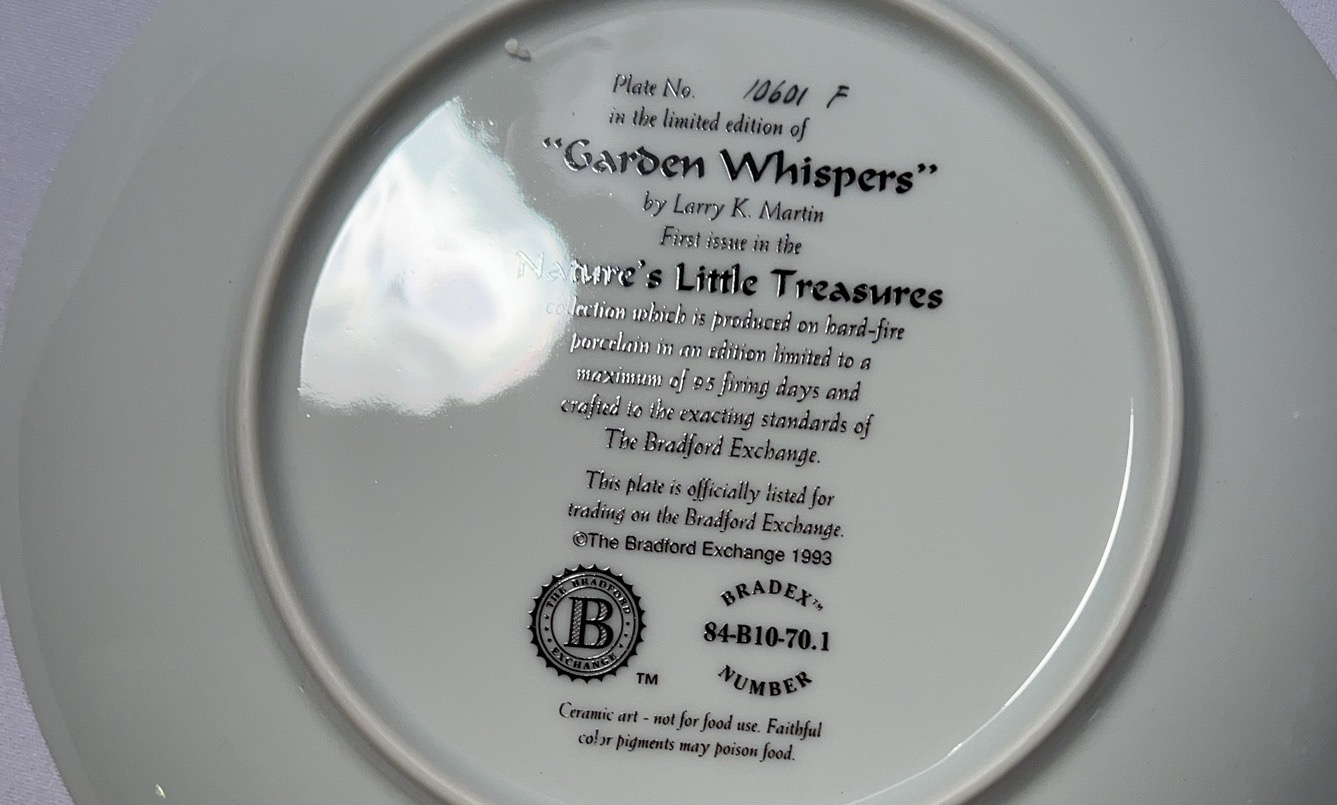 Plate No. 10601 F
in the limited edition of
"Garden Whispers"
by Larry K. Martin
First issue in the
Nature's Little Treasures
collection which is produced on hard-fire
porcelain in an edition limited to a
maximum of 95 firing days and
crafted to the exacting standards of
The Bradford Exchange.
This plate is officially listed for
trading on the Bradford Exchange.
©The Bradford Exchange 1993
THE BRADFORD
B
EXCHANGE
TM
BRADEX™
84-B10-70.1
NUMBER
Ceramic art - not for food use. Faithful
color pigments may poison food.